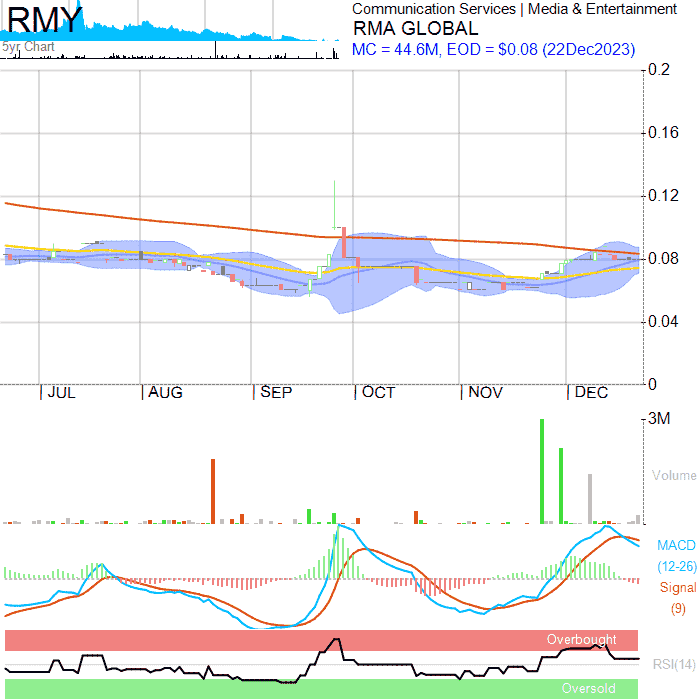 RMY
Communication Services | Media & Entertainment
RMA GLOBAL
5yr Chart
MC = 44.6M, EOD = $0.08 (22Dec2023)
0.2
0.16
0.12
0.08
0.04
0
| JUL | AUG | SEP | OCT | NOV | DEC
3M
Volume
MACD
(12-26)
Signal
(9)
Overbought
RSI(14)
Oversold